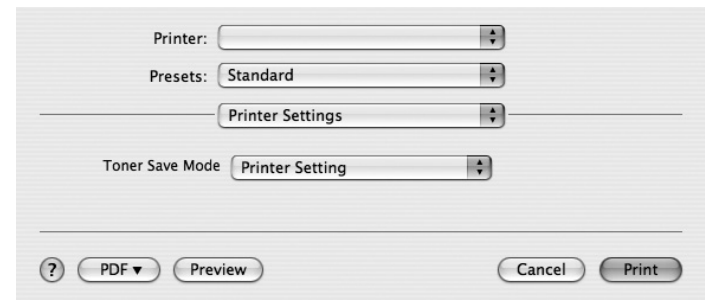 Printer:
Presets: Standard
Printer Settings
Toner Save Mode Printer Setting
? PDF ▼ Preview Cancel Print